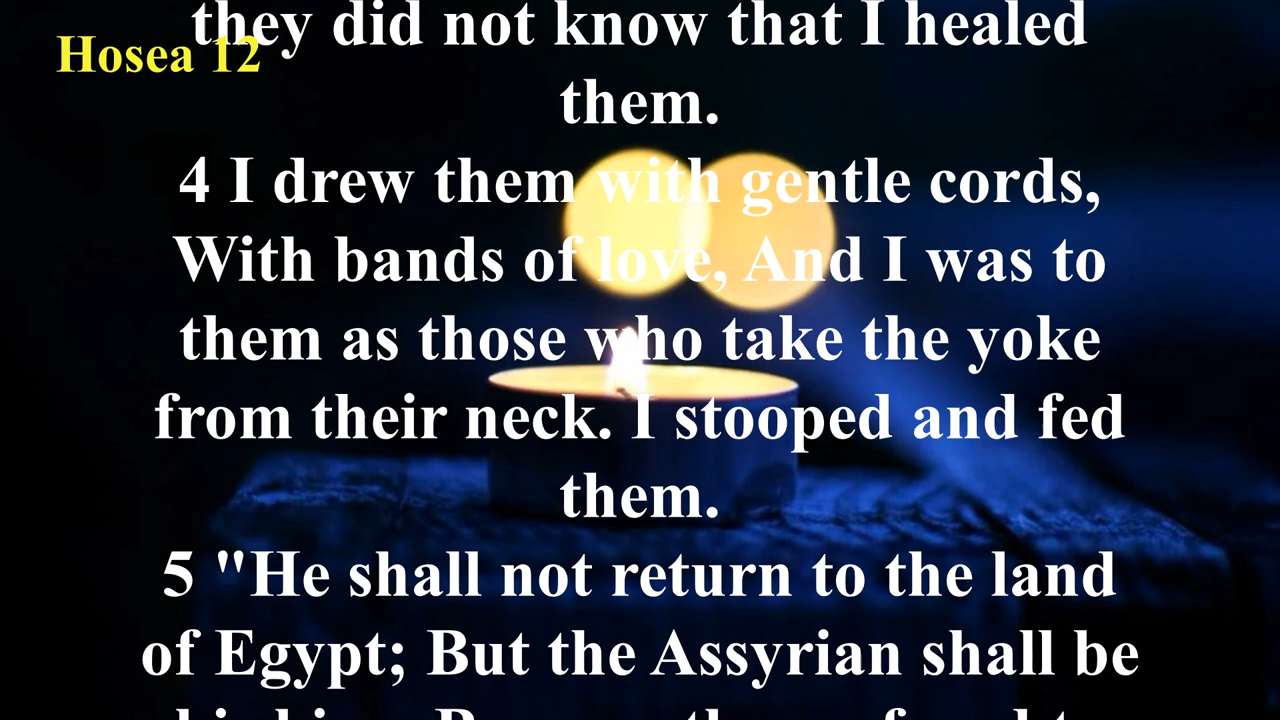 they did not know that I healed
Hosea 12
them.
4 I drew them with gentle cords,
With bands of love, And I was to
them as those who take the yoke
from their neck. I stooped and fed
them.
5 "He shall not return to the land
of Egypt; But the Assyrian shall be